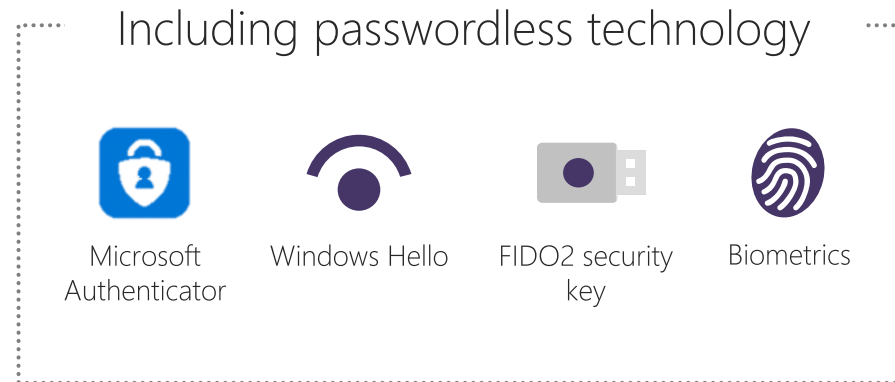 Including passwordless technology
Microsoft
Authenticator
Windows Hello
FIDO2 security
key
Biometrics